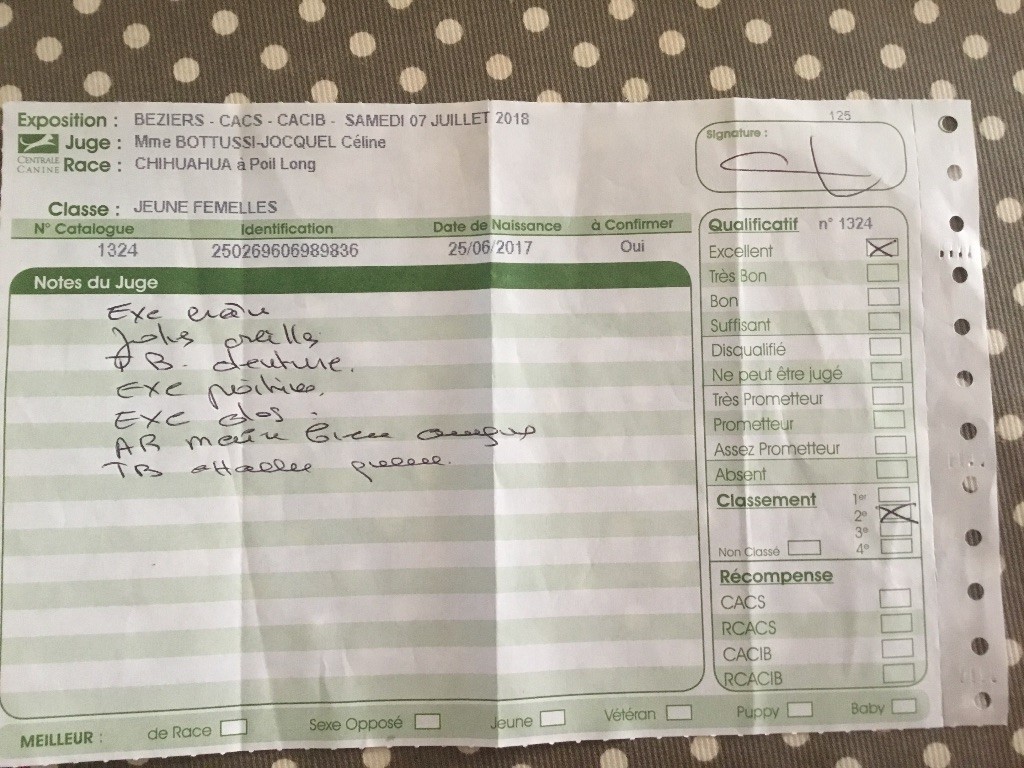 Exposition : BEZIERS - CACS - CACIB - SAMEDI 07 JUILLET 2018
Juge : Mme BOTTUSSI-JOCQUEL Céline
CENTRALE CANINE
Race : CHIHUAHUA à Poil Long
125
Signature :
Classe : JEUNE FEMELLES
N° Catalogue Identification Date de Naissance à Confirmer
1324 250269606989836 25/06/2017 Oui
Notes du Juge
Exc crâne
Jolies oreilles
TB. denture.
Exc poitrine.
Exc dos.
AR main bien
TB attache queue.
Qualificatif n° 1324
Excellent
Très Bon
Bon
Suffisant
Disqualifié
Ne peut être jugé
Très Prometteur
Prometteur
Assez Prometteur
Absent
Classement 1er
2e
3e
Non Classé 4e
Récompense
CACS
RCACS
CACIB
RCACIB
MEILLEUR : de Race Sexe Opposé Jeune Vétéran Puppy Baby